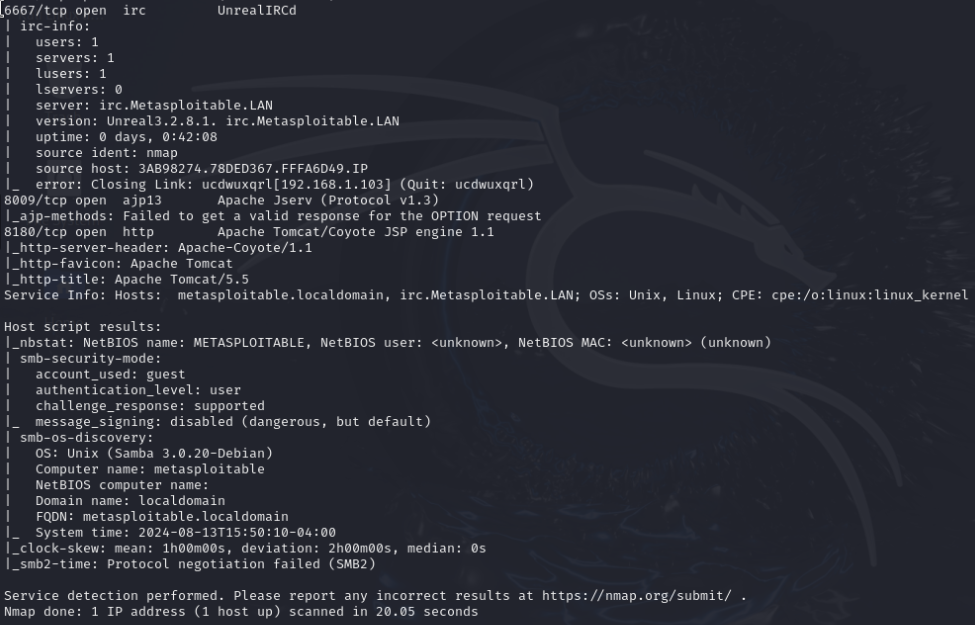 6667/tcp open  irc         UnrealIRCd
| irc-info:
|   users: 1
|   servers: 1
|   lusers: 1
|   lservers: 0
|   server: irc.Metasploitable.LAN
|   version: Unreal3.2.8.1. irc.Metasploitable.LAN
|   uptime: 0 days, 0:42:08
|   source ident: nmap
|   source host: 3AB98274.78DED367.FFFA6D49.IP
|_  error: Closing Link: ucdwuxqrl[192.168.1.103] (Quit: ucdwuxqrl)
8009/tcp open  ajp13       Apache Jserv (Protocol v1.3)
|_ajp-methods: Failed to get a valid response for the OPTION request
8180/tcp open  http        Apache Tomcat/Coyote JSP engine 1.1
|_http-server-header: Apache-Coyote/1.1
|_http-favicon: Apache Tomcat
|_http-title: Apache Tomcat/5.5
Service Info: Hosts:  metasploitable.localdomain, irc.Metasploitable.LAN; OSs: Unix, Linux; CPE: cpe:/o:linux:linux_kernel

Host script results:
|_nbstat: NetBIOS name: METASPLOITABLE, NetBIOS user: <unknown>, NetBIOS MAC: <unknown> (unknown)
| smb-security-mode:
|   account_used: guest
|   authentication_level: user
|   challenge_response: supported
|_  message_signing: disabled (dangerous, but default)
| smb-os-discovery:
|   OS: Unix (Samba 3.0.20-Debian)
|   Computer name: metasploitable
|   NetBIOS computer name:
|   Domain name: localdomain
|   FQDN: metasploitable.localdomain
|_  System time: 2024-08-13T15:50:10-04:00
|_clock-skew: mean: 1h00m00s, deviation: 2h00m00s, median: 0s
|_smb2-time: Protocol negotiation failed (SMB2)

Service detection performed. Please report any incorrect results at https://nmap.org/submit/ .
Nmap done: 1 IP address (1 host up) scanned in 20.05 seconds